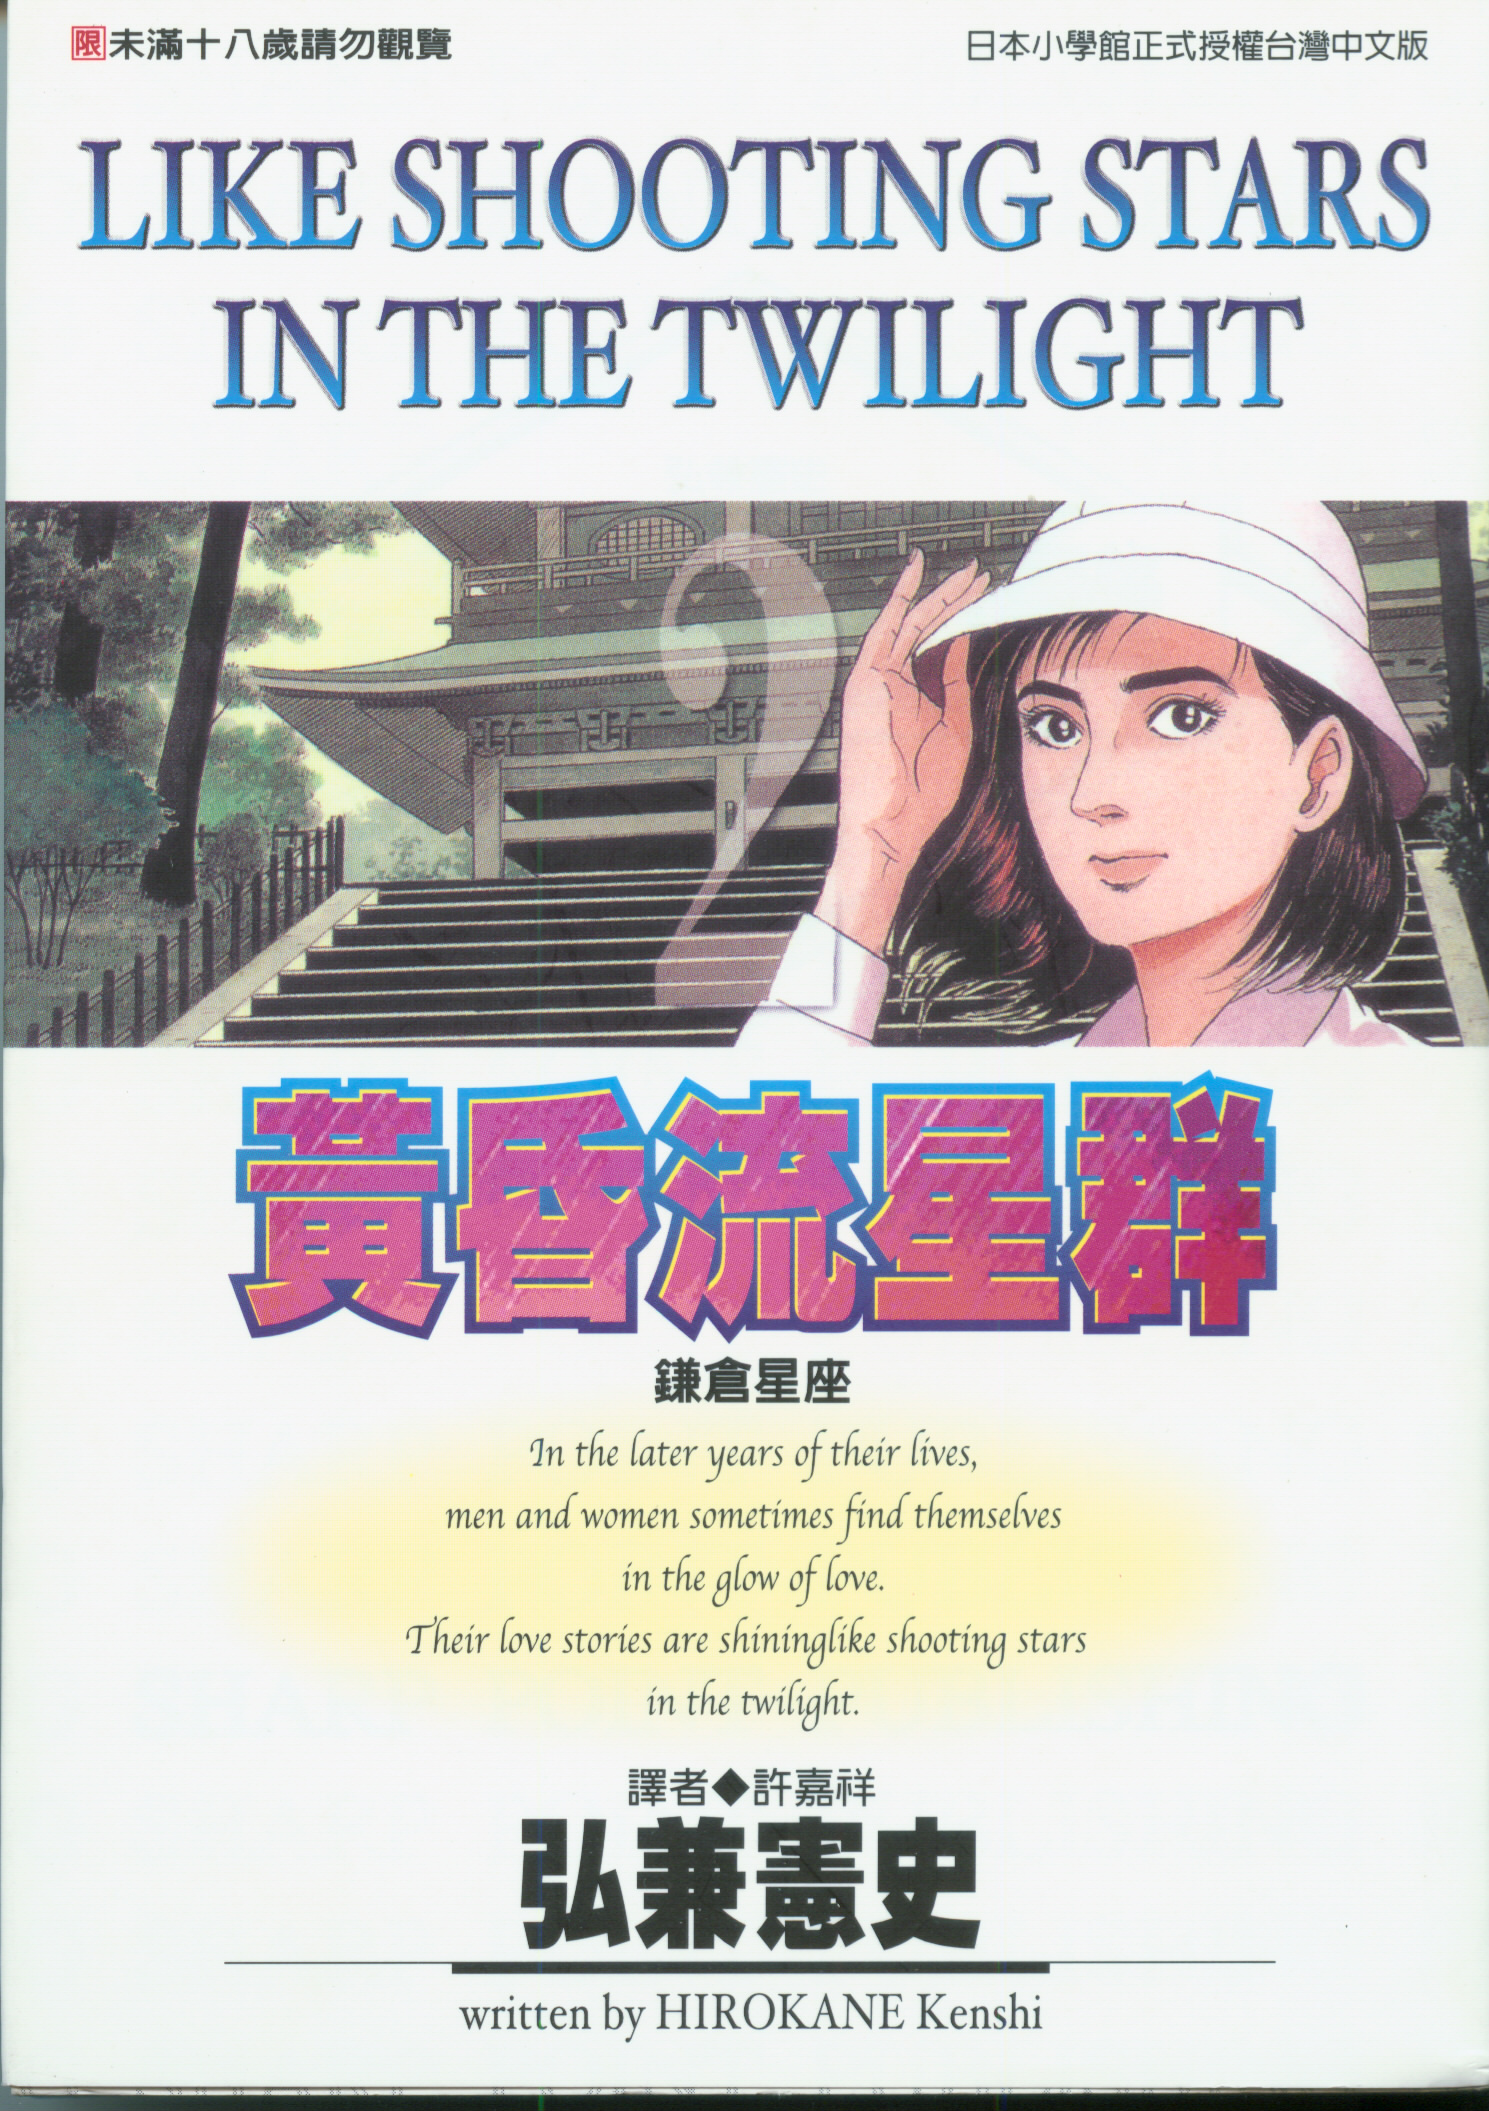 限未滿十八歲請勿觀覽
日本小學館正式授權台灣中文版
LIKE SHOOTING STARS
IN THE TWILIGHT
2
黃昏流星群
鎌倉星座
In the later years of their lives,
men and women sometimes find themselves
in the glow of love.
Their love stories are shininglike shooting stars
in the twilight.
譯者◆許嘉祥
弘兼憲史
written by HIROKANE Kenshi